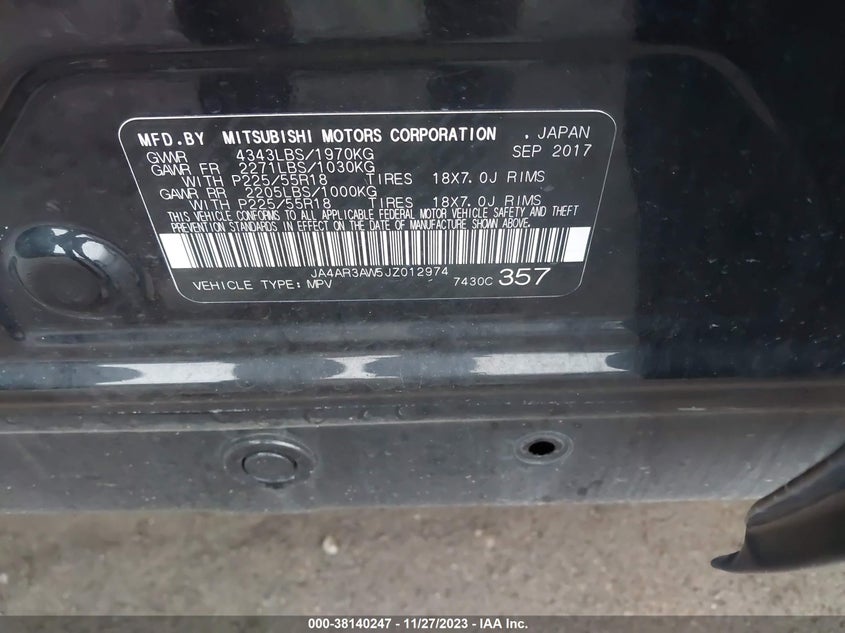 MFD.BY MITSUBISHI MOTORS CORPORATION . JAPAN
GVWR 4343LBS/1970KG SEP 2017
GAWR FR 2271LBS/1030KG
WITH P225/55R18 TIRES 18X7.0J RIMS
GAWR RR 2205LBS/1000KG
WITH P225/55R18 TIRES 18X7.0J RIMS
THIS VEHICLE CONFORMS TO ALL APPLICABLE FEDERAL MOTOR VEHICLE SAFETY AND THEFT
PREVENTION STANDARDS IN EFFECT ON THE DATE OF MANUFACTURE SHOWN ABOVE.
JA4AR3AW5JZ012974
VEHICLE TYPE: MPV 7430C 357
000-38140247 - 11/27/2023 - IAA Inc.